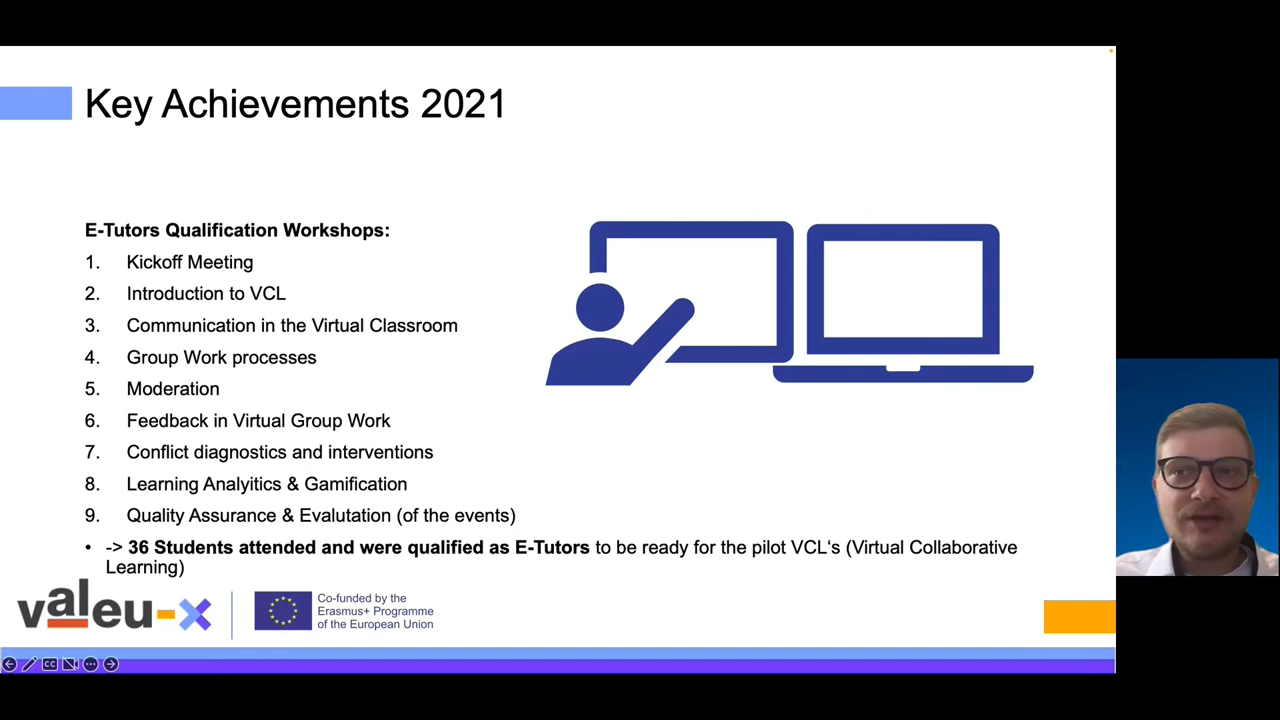 Key Achievements 2021
E-Tutors Qualification Workshops:
1. Kickoff Meeting
2. Introduction to VCL
3. Communication in the Virtual Classroom
4. Group Work processes
5. Moderation
6. Feedback in Virtual Group Work
7. Conflict diagnostics and interventions
8. Learning Analyitics & Gamification
9. Quality Assurance & Evalutation (of the events)
• -> 36 Students attended and were qualified as E-Tutors to be ready for the pilot VCL‘s (Virtual Collaborative
Learning)
valeu-x
Co-funded by the
Erasmus+ Programme
of the European Union
CC